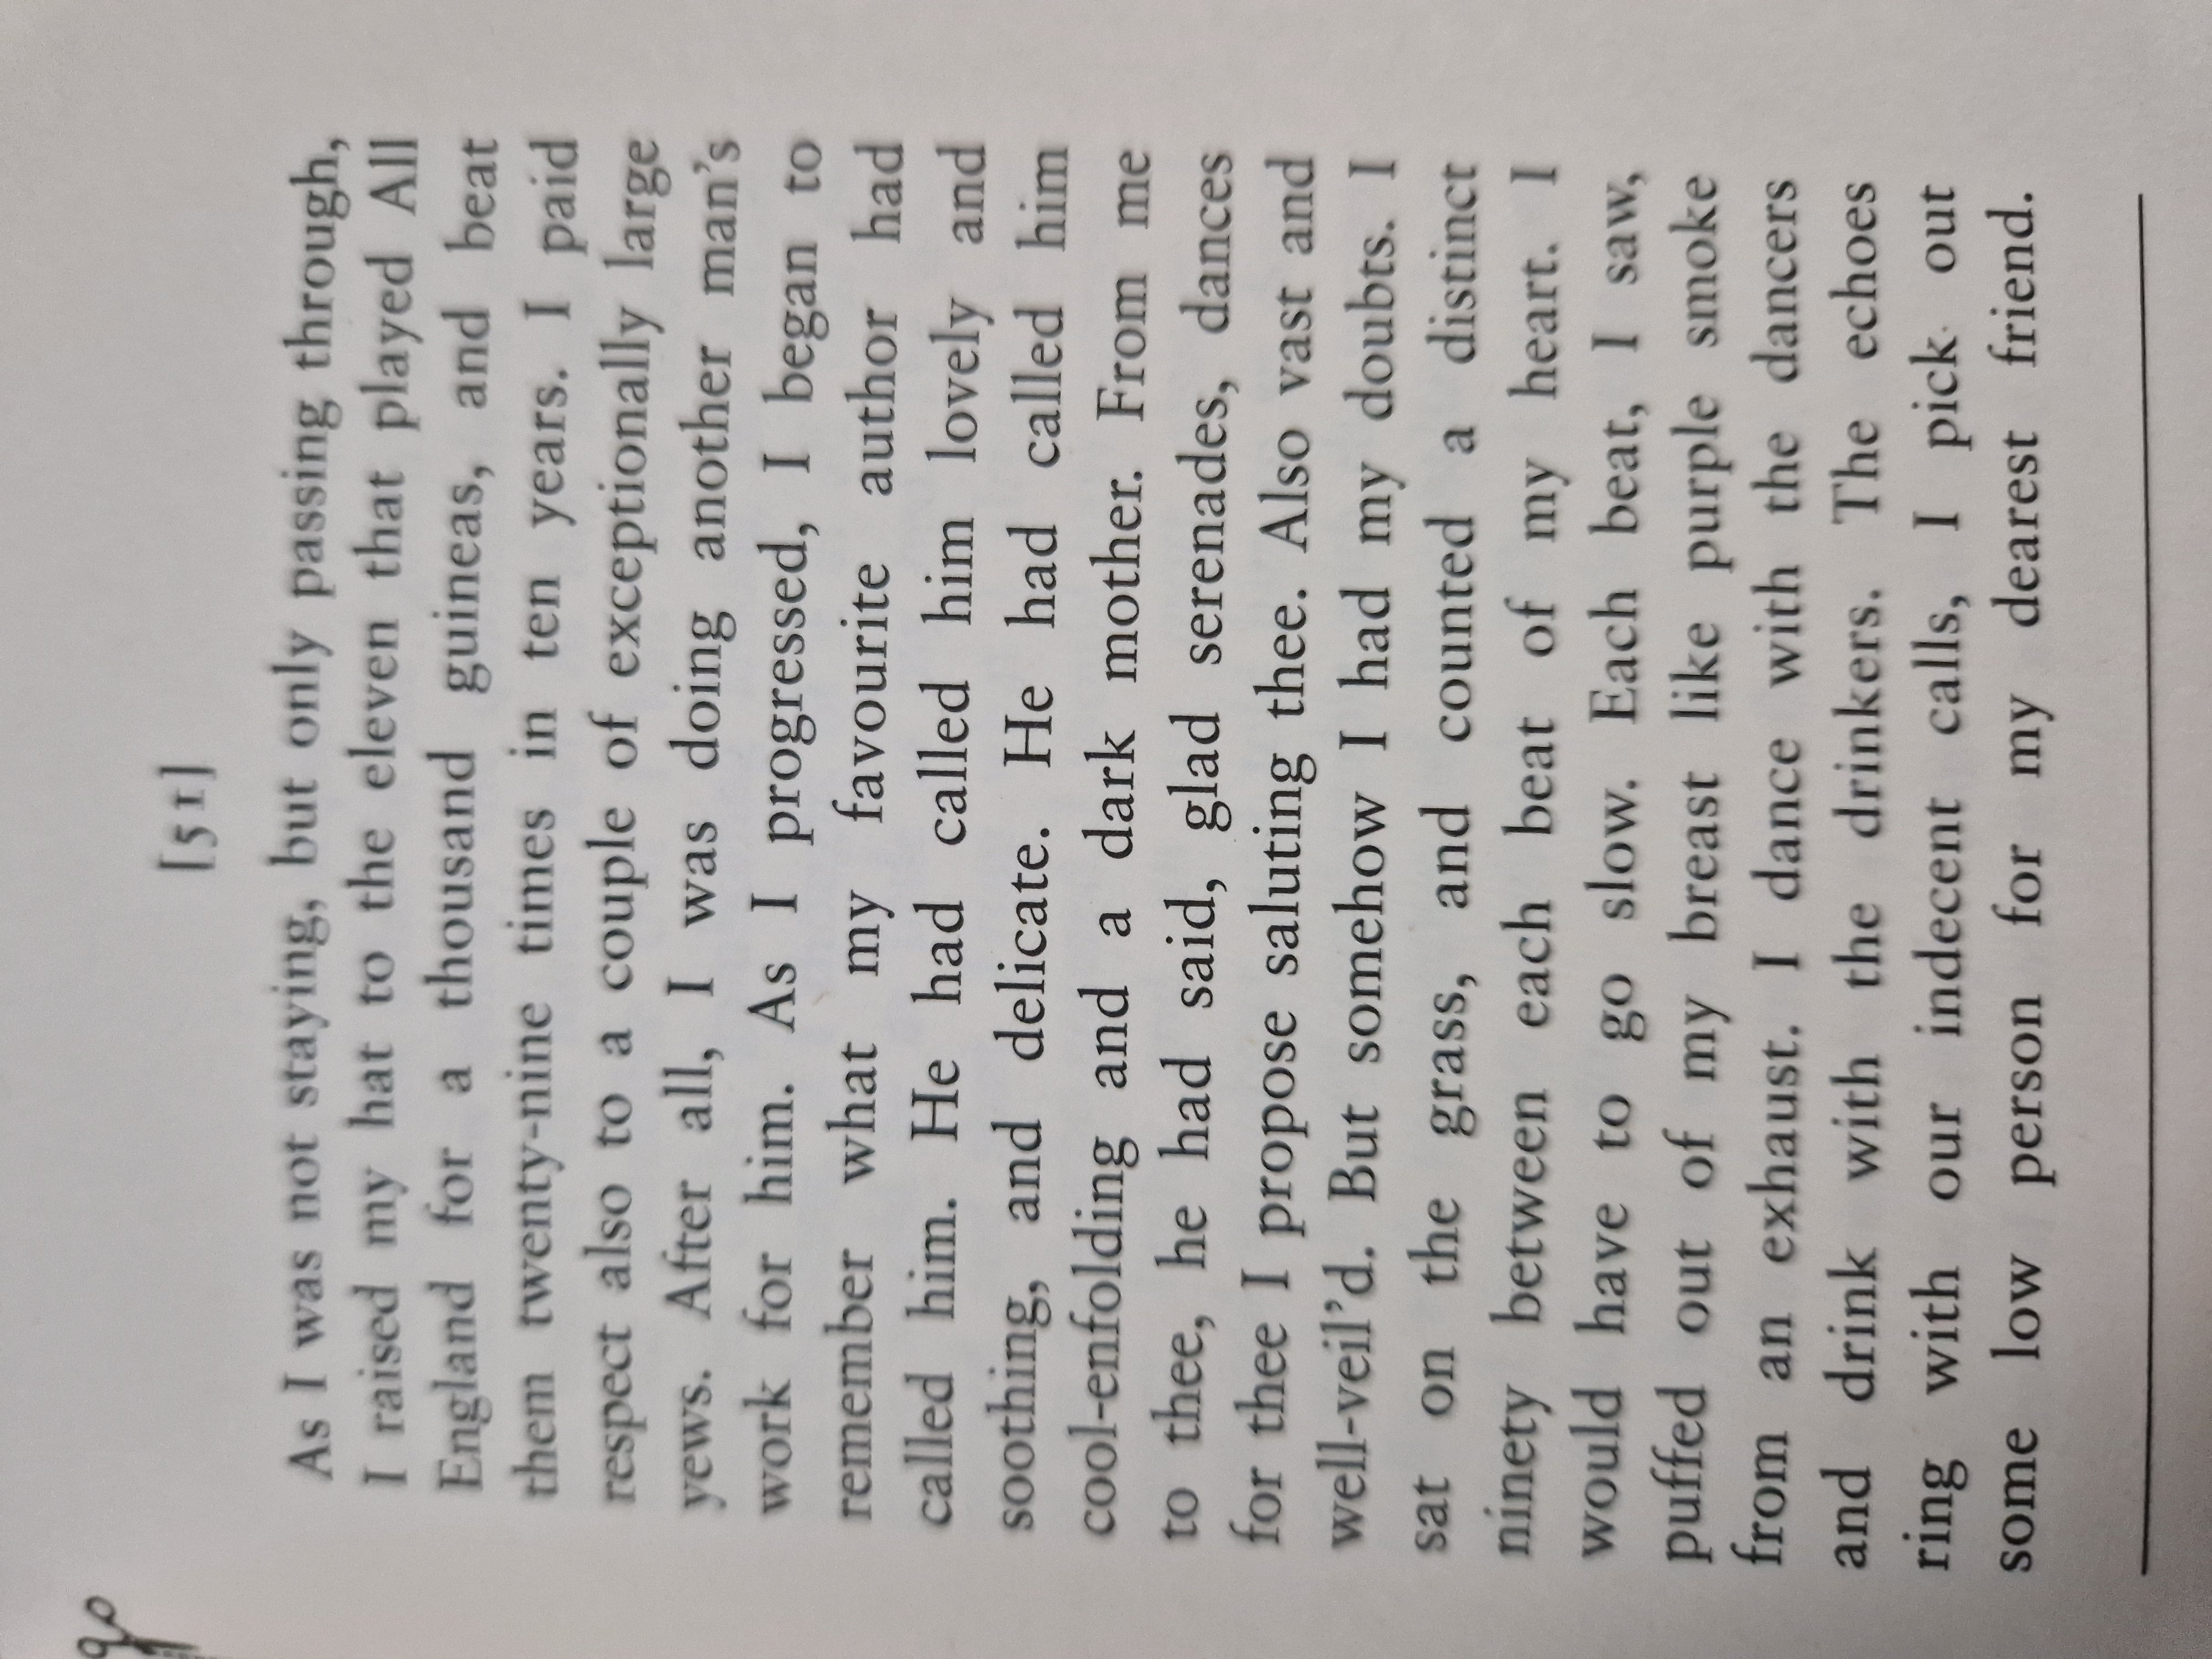 [51]
As I was not staying, but only passing through,
I raised my hat to the eleven that played All
England for a thousand guineas, and beat
them twenty-nine times in ten years. I paid
respect also to a couple of exceptionally large
yews. After all, I was doing another man's
work for him. As I progressed, I began to
remember what my favourite author had
called him. He had called him lovely and
soothing, and delicate. He had called him
cool-enfolding and a dark mother. From me
to thee, he had said, glad serenades, dances
for thee I propose saluting thee. Also vast and
well-veil'd. But somehow I had my doubts. I
sat on the grass, and counted a distinct
ninety between each beat of my heart. I
would have to go slow. Each beat, I saw,
puffed out of my breast like purple smoke
from an exhaust. I dance with the dancers
and drink with the drinkers. The echoes
ring with our indecent calls, I pick out
some low person for my dearest friend.